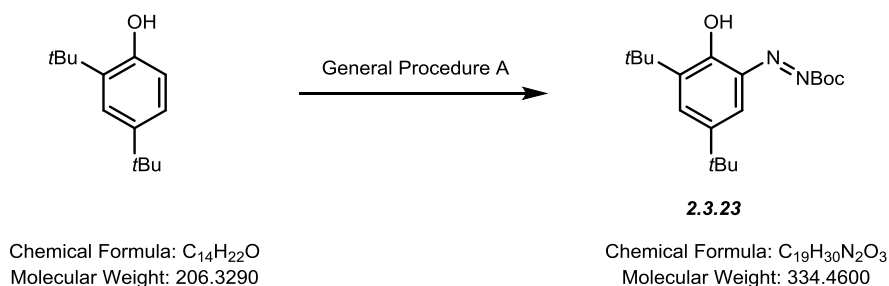 OH
tBu
tBu
General Procedure A
OH
tBu
N
NBoc
tBu
2.3.23
Chemical Formula: C₁₄H₂₂O
Molecular Weight: 206.3290
Chemical Formula: C₁₉H₃₀N₂O₃
Molecular Weight: 334.4600